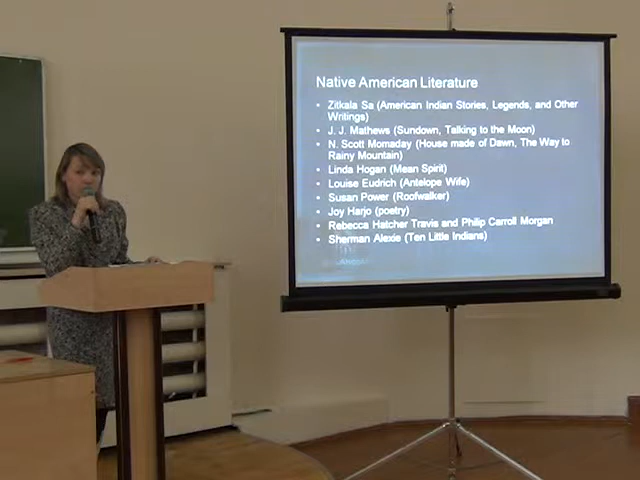 Native American Literature
• Zitkala Sa (American Indian Stories, Legends, and Other
Writings)
• J. J. Mathews (Sundown, Talking to the Moon)
• N. Scott Momaday (House made of Dawn, The Way to
Rainy Mountain)
• Linda Hogan (Mean Spirit)
• Louise Eudrich (Antelope Wife)
• Susan Power (Roofwalker)
• Joy Harjo (poetry)
• Rebecca Hatcher Travis and Philip Carroll Morgan
• Sherman Alexie (Ten Little Indians)